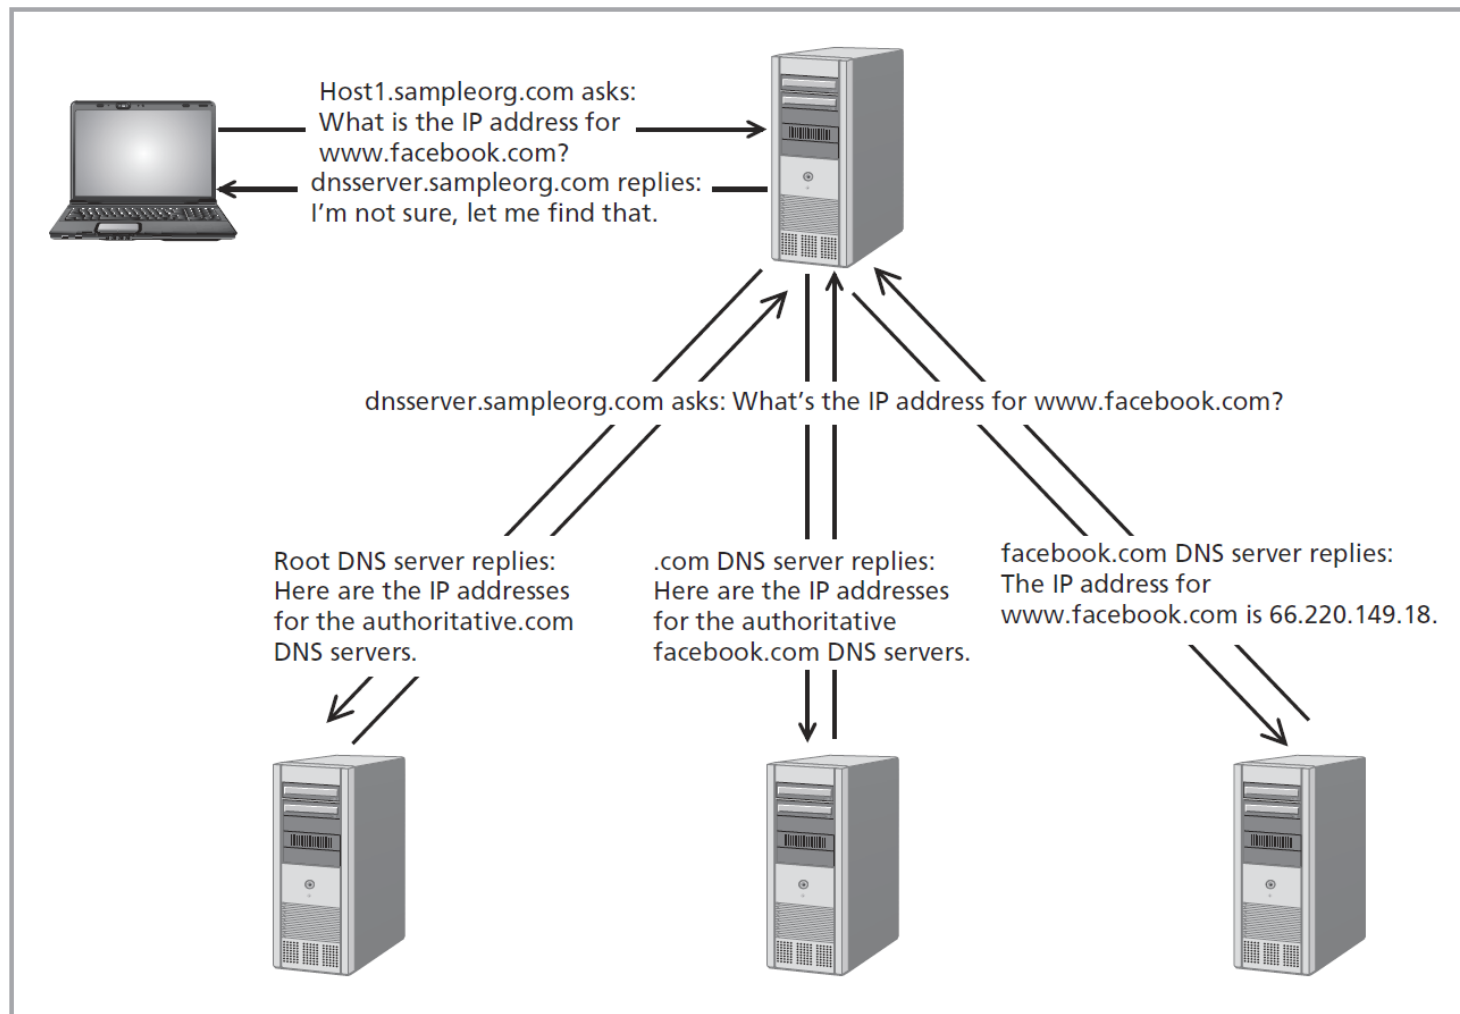 Host1.sampleorg.com asks:
What is the IP address for
www.facebook.com?
dnsserver.sampleorg.com replies:
I'm not sure, let me find that.
dnsserver.sampleorg.com asks: What's the IP address for www.facebook.com?
Root DNS server replies:
Here are the IP addresses
for the authoritative.com
DNS servers.
.com DNS server replies:
Here are the IP addresses
for the authoritative
facebook.com DNS servers.
facebook.com DNS server replies:
The IP address for
www.facebook.com is 66.220.149.18.